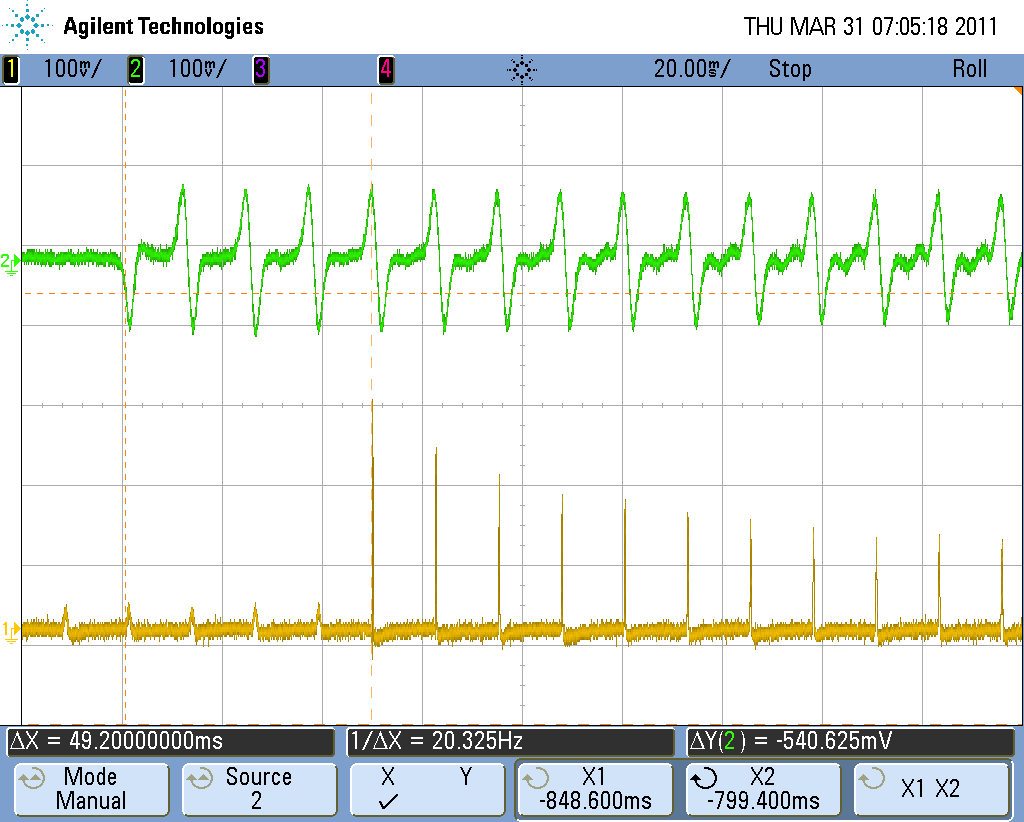 Agilent Technologies THU MAR 31 07:05:18 2011
1 100V/ 2 100V/ 3 4 20.00ms/ Stop Roll
2
1
ΔX = 49.20000000ms 1/ΔX = 20.325Hz ΔY(2) = -540.625mV
Mode Source X Y X1 X2 X1 X2
Manual 2 ✓ -848.600ms -799.400ms